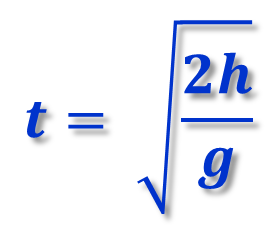 t = √(2h/g)